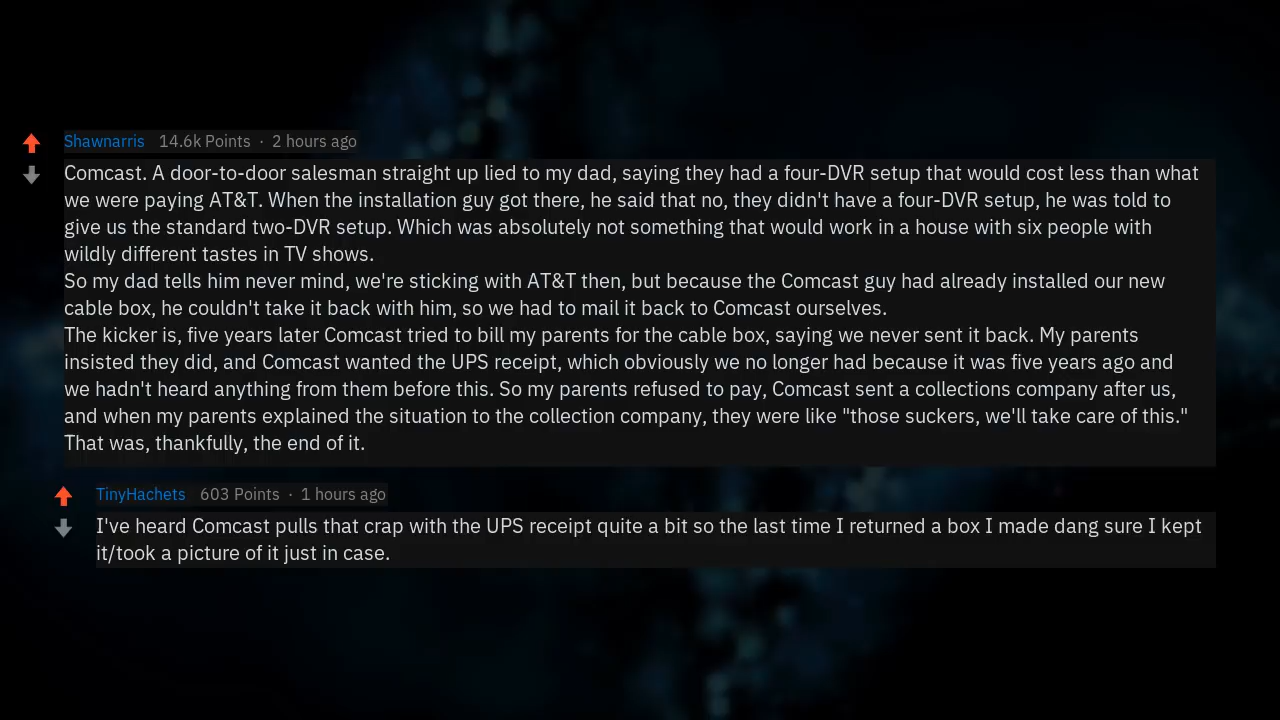 Shawnarris 14.6k Points · 2 hours ago
Comcast. A door-to-door salesman straight up lied to my dad, saying they had a four-DVR setup that would cost less than what
we were paying AT&T. When the installation guy got there, he said that no, they didn't have a four-DVR setup, he was told to
give us the standard two-DVR setup. Which was absolutely not something that would work in a house with six people with
wildly different tastes in TV shows.
So my dad tells him never mind, we're sticking with AT&T then, but because the Comcast guy had already installed our new
cable box, he couldn't take it back with him, so we had to mail it back to Comcast ourselves.
The kicker is, five years later Comcast tried to bill my parents for the cable box, saying we never sent it back. My parents
insisted they did, and Comcast wanted the UPS receipt, which obviously we no longer had because it was five years ago and
we hadn't heard anything from them before this. So my parents refused to pay, Comcast sent a collections company after us,
and when my parents explained the situation to the collection company, they were like "those suckers, we'll take care of this."
That was, thankfully, the end of it.
TinyHachets 603 Points · 1 hours ago
I've heard Comcast pulls that crap with the UPS receipt quite a bit so the last time I returned a box I made dang sure I kept
it/took a picture of it just in case.